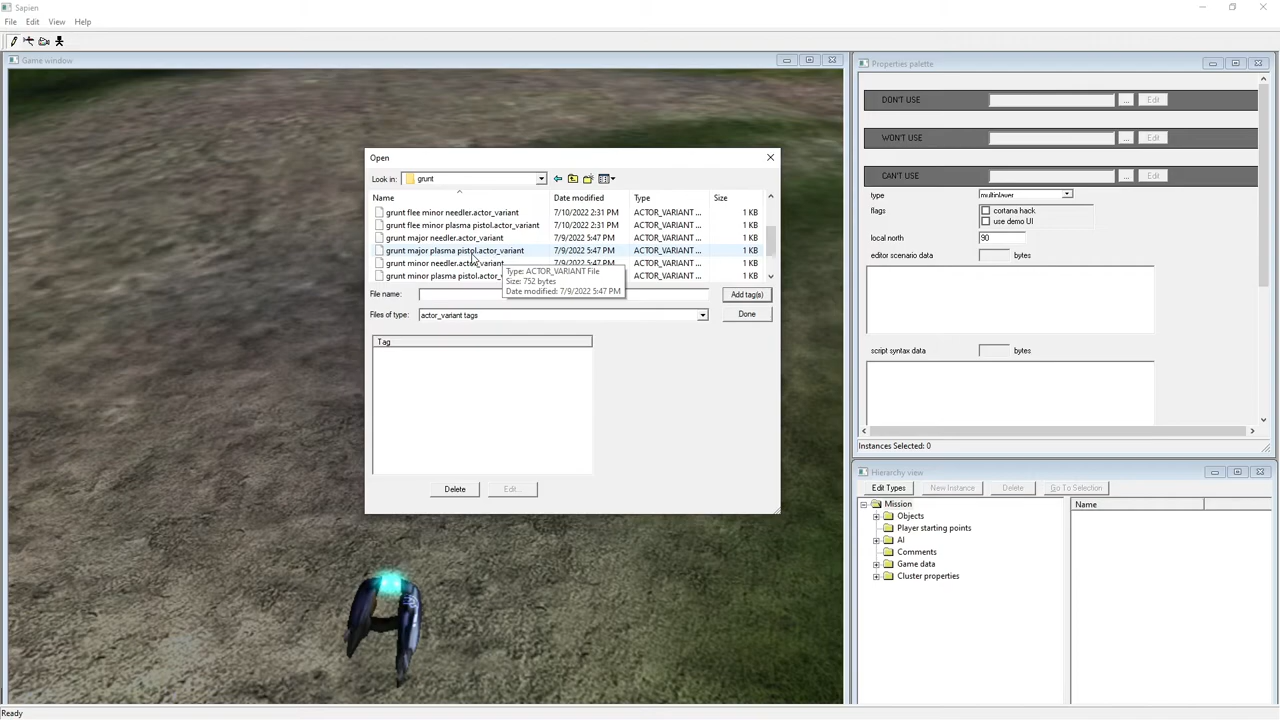 Sapien
File Edit View Help
Game window
Properties palette
DON'T USE ... Edit
WON'T USE ... Edit
CAN'T USE ... Edit
type multiplayer
flags cortana hack
use demo UI
local north 90
editor scenario data bytes
script syntax data bytes
Instances Selected: 0
Open
Look in: grunt
Name Date modified Type Size
grunt flee minor needler.actor_variant 7/10/2022 2:31 PM ACTOR_VARIANT ... 1 KB
grunt flee minor plasma pistol.actor_variant 7/10/2022 2:31 PM ACTOR_VARIANT ... 1 KB
grunt major needler.actor_variant 7/9/2022 5:47 PM ACTOR_VARIANT ... 1 KB
grunt major plasma pistol.actor_variant 7/9/2022 5:47 PM ACTOR_VARIANT ... 1 KB
grunt minor needler.actor_variant 7/9/2022 5:47 PM ACTOR_VARIANT ... 1 KB
grunt minor plasma pistol.actor_v ACTOR_VARIANT ... 1 KB
Type: ACTOR_VARIANT File
Size: 752 bytes
Date modified: 7/9/2022 5:47 PM
File name: Add tag(s)
Files of type: actor_variant tags Done
Tag
Delete Edit...
Hierarchy view
Edit Types New Instance Delete Go To Selection
Mission
Objects
Player starting points
AI
Comments
Game data
Cluster properties
Name
Ready